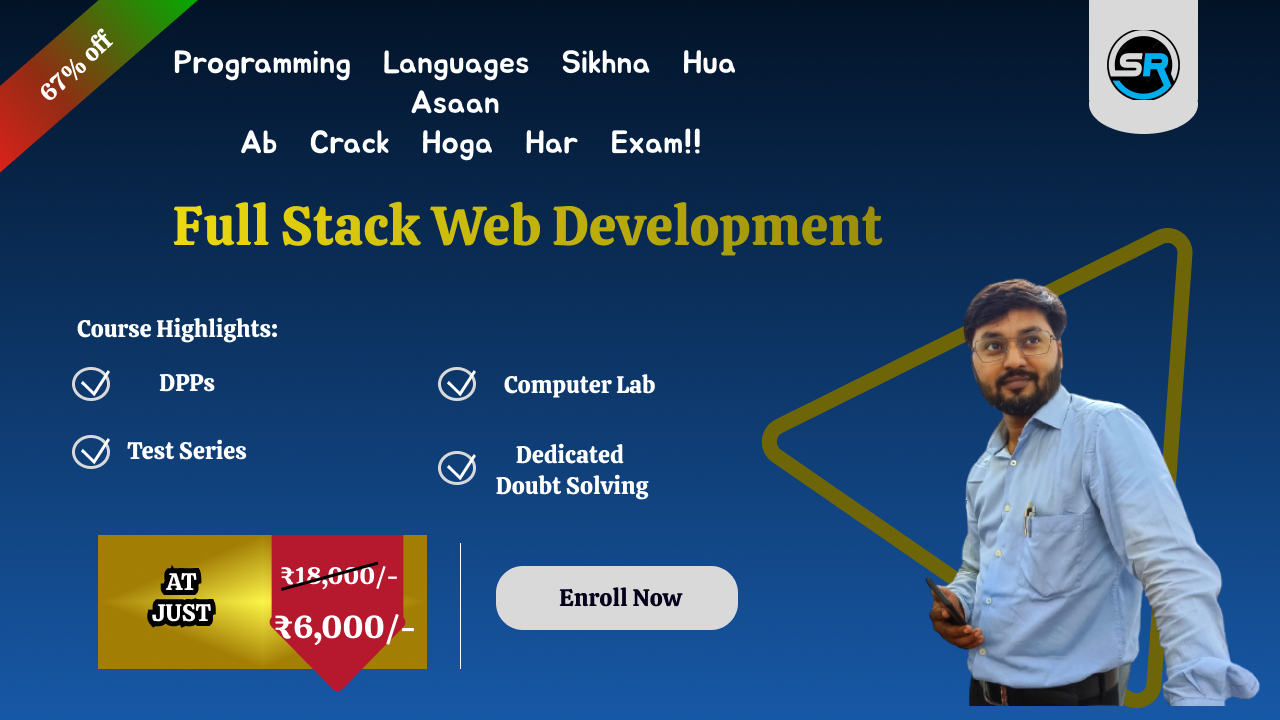 67% off
Programming Languages Sikhna Hua
Asaan
Ab Crack Hoga Har Exam!!
SR
Full Stack Web Development
Course Highlights:
DPPs
Computer Lab
Test Series
Dedicated
Doubt Solving
AT
JUST
₹18,000/-
₹6,000/-
Enroll Now